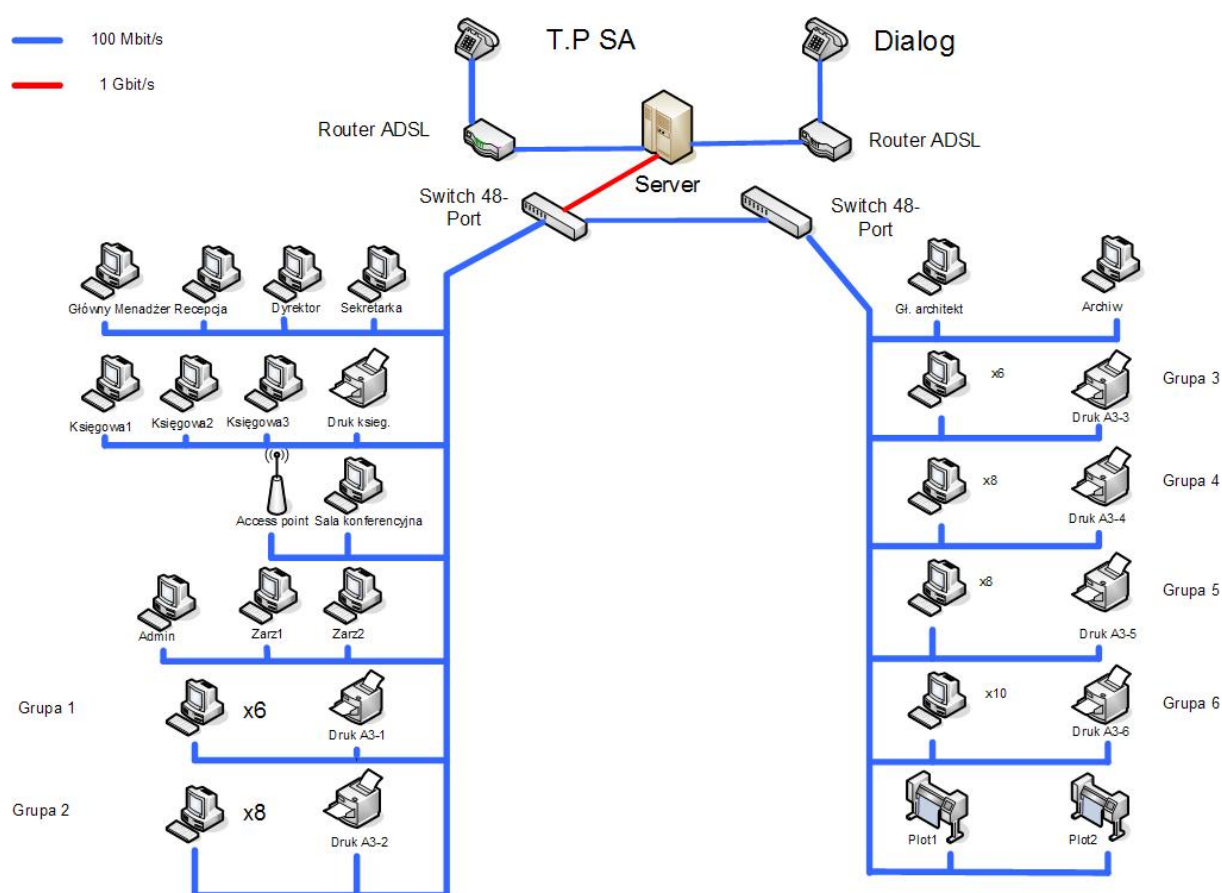 100 Mbit/s
T.P SA
Dialog
1 Gbit/s
Router ADSL
Router ADSL
Server
Switch 48-
Port
Switch 48-
Port
Główny Menadżer
Recepcja
Dyrektor
Sekretarka
Gł. architekt
Archiw
Księgowa1
Księgowa2
Księgowa3
Druk ksieg.
x6
Druk A3-3
Grupa 3
Access point
Sala konferencyjna
x8
Druk A3-4
Grupa 4
Admin
Zarz1
Zarz2
x8
Druk A3-5
Grupa 5
Grupa 1
x6
Druk A3-1
x10
Druk A3-6
Grupa 6
Grupa 2
x8
Druk A3-2
Plot1
Plot2